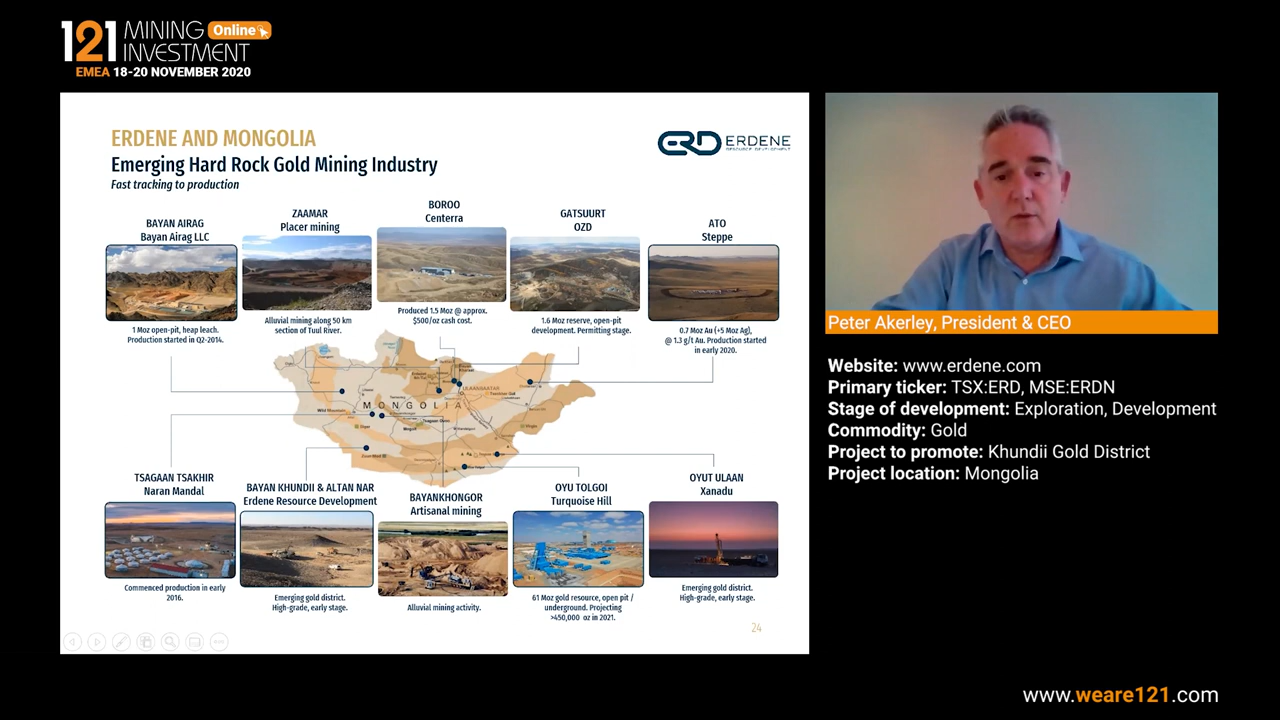 121 MINING Online
INVESTMENT
EMEA 18-20 NOVEMBER 2020
ERDENE AND MONGOLIA
Emerging Hard Rock Gold Mining Industry
Fast tracking to production
ERD ERDENE
RESOURCE DEVELOPMENT
BAYAN AIRAG
Bayan Airag LLC
1 Moz open-pit, heap leach.
Production started in Q2-2014.
ZAAMAR
Placer mining
Alluvial mining along 50 km
section of Tuul River.
BOROO
Centerra
Produced 1.5 Moz @ approx.
$500/oz cash cost.
GATSUURT
OZD
1.6 Moz reserve, open-pit
development. Permitting stage.
ATO
Steppe
0.7 Moz Au (+5 Moz Ag),
@ 1.3 g/t Au. Production started
in early 2020.
MONGOLIA
ULAANBAATAR
TSAGAAN TSAKHIR
Naran Mandal
Commenced production in early
2016.
BAYAN KHUNDII & ALTAN NAR
Erdene Resource Development
Emerging gold district.
High-grade, early stage.
BAYANKHONGOR
Artisanal mining
Alluvial mining activity.
OYU TOLGOI
Turquoise Hill
61 Moz gold resource, open pit /
underground. Projecting
>450,000 oz in 2021.
OYUT ULAAN
Xanadu
Emerging gold district.
High-grade, early stage.
24
Peter Akerley, President & CEO
Website: www.erdene.com
Primary ticker: TSX:ERD, MSE:ERDN
Stage of development: Exploration, Development
Commodity: Gold
Project to promote: Khundii Gold District
Project location: Mongolia
www.weare121.com